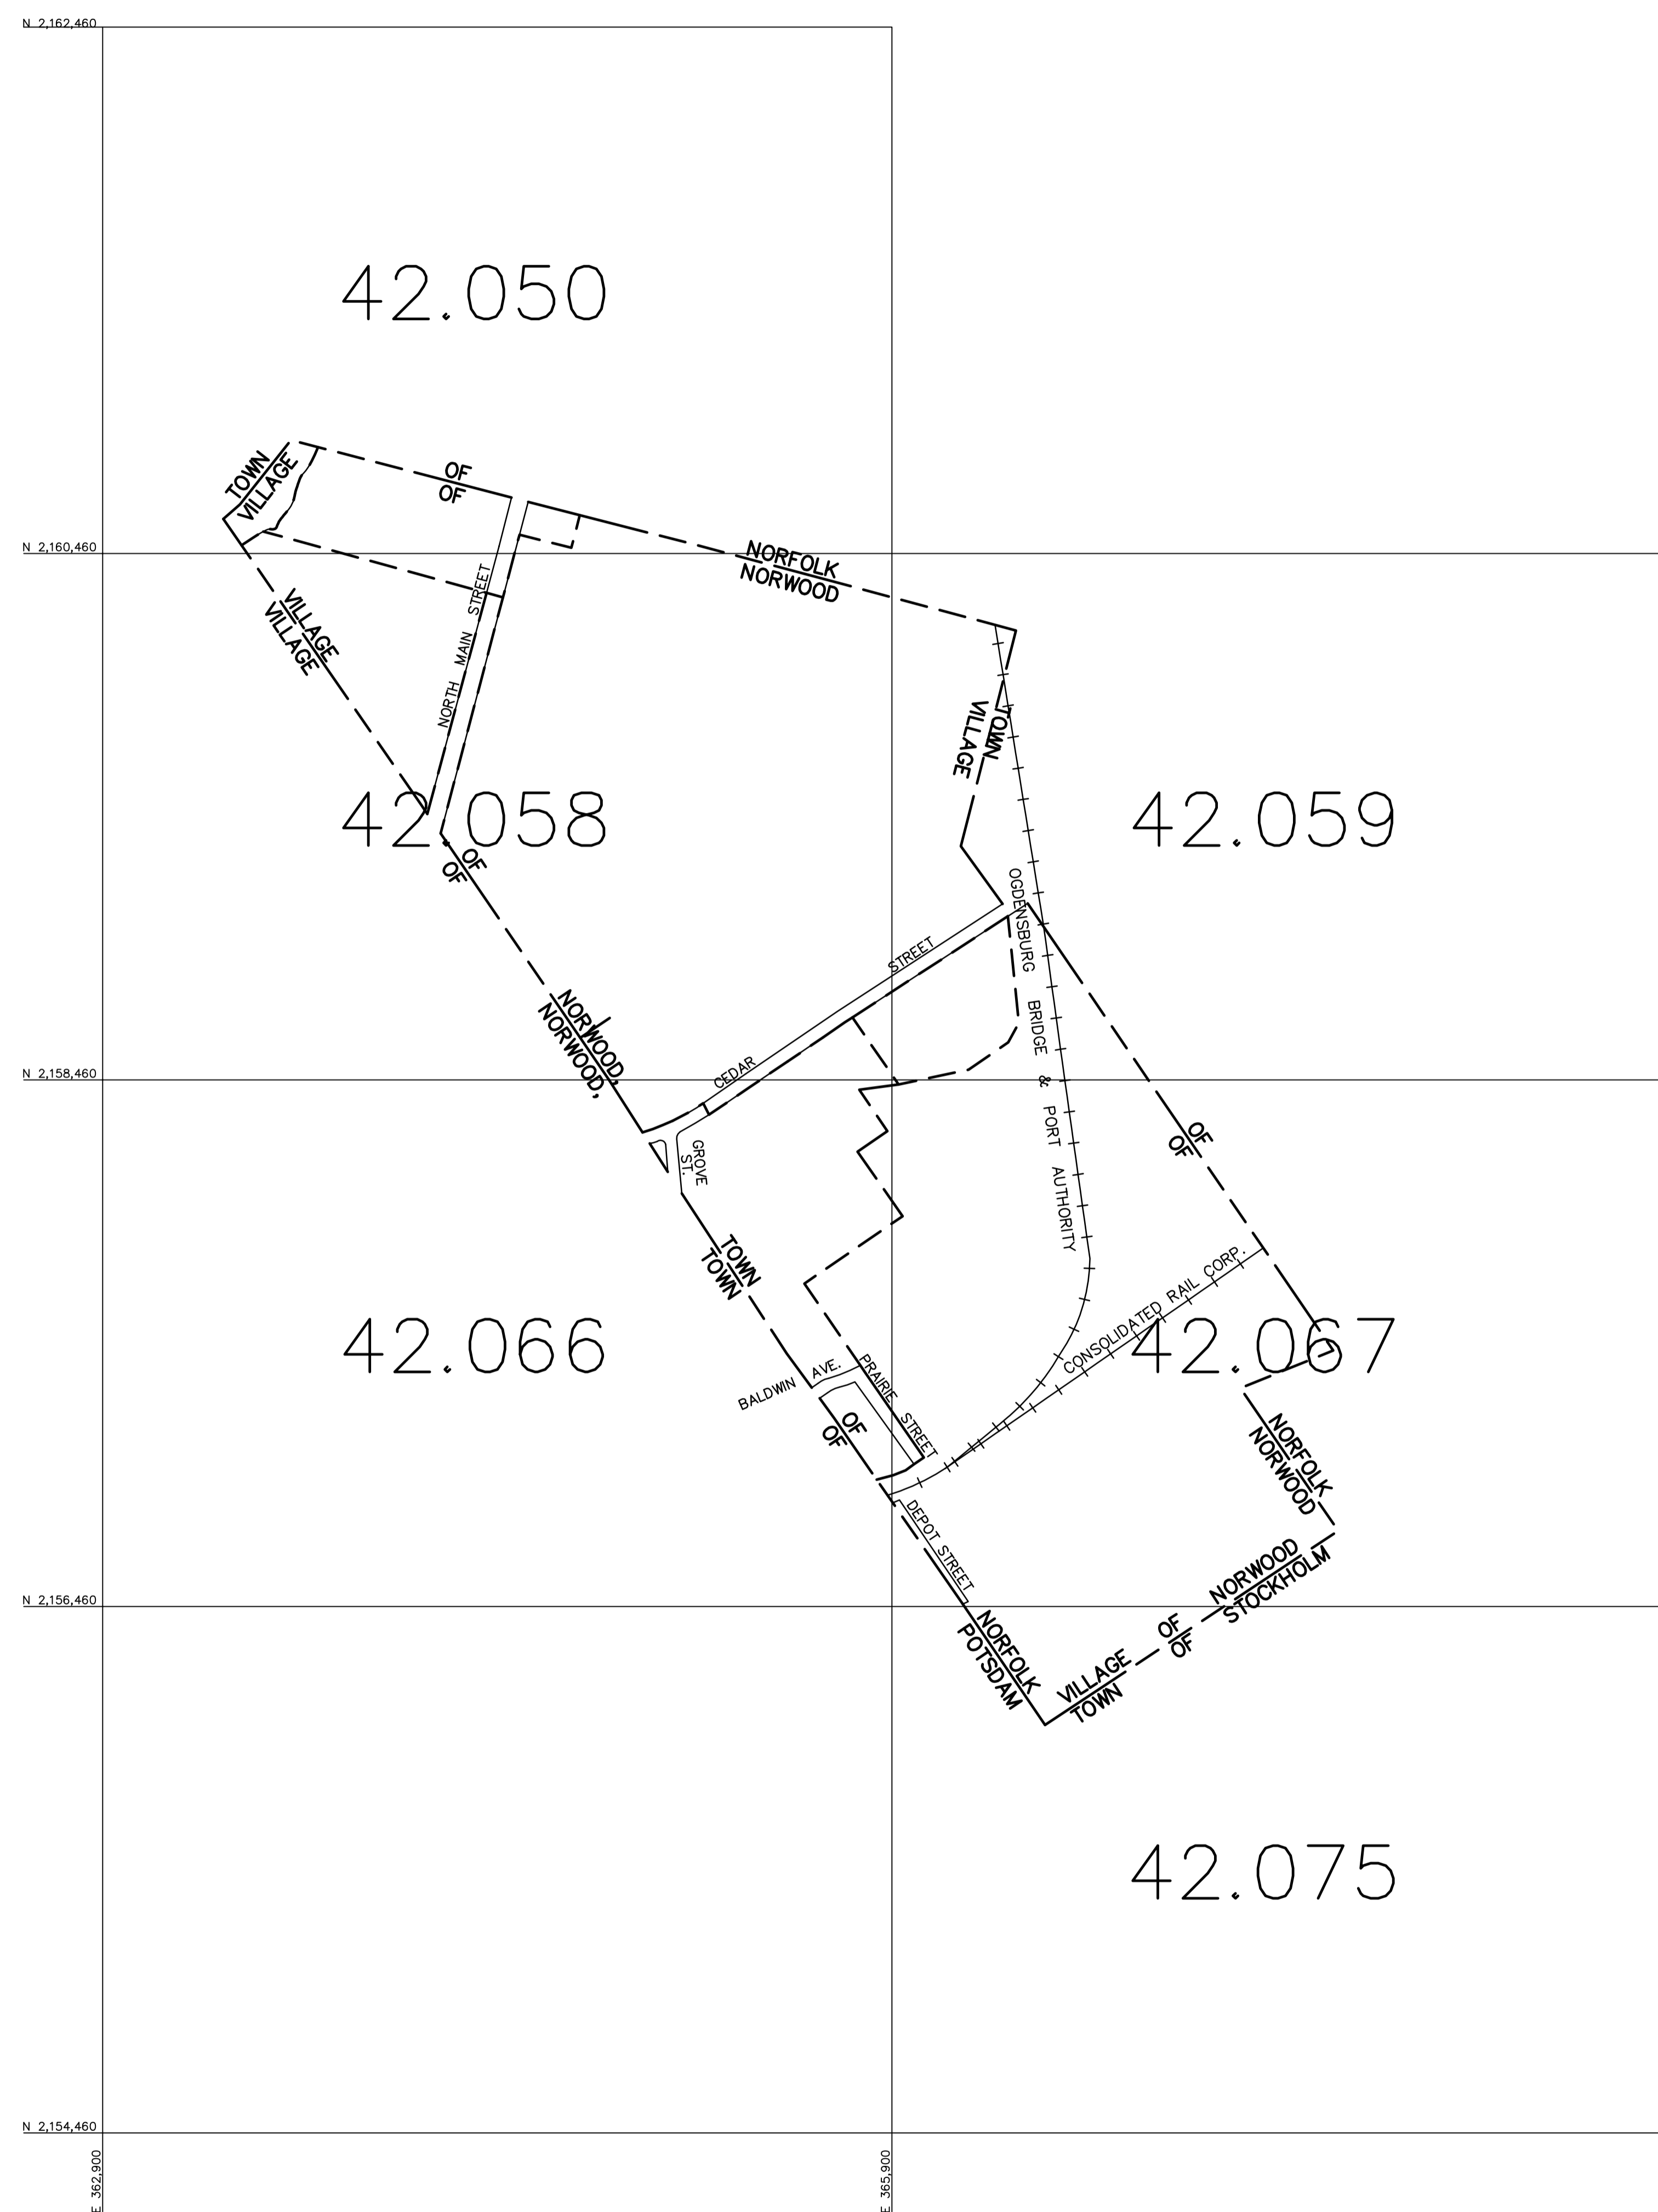 N 2,162,460
42.050
TOWN
VILLAGE
OF
OF
N 2,160,460
NORFOLK
NORWOOD
VILLAGE
VILLAGE
NORTH MAIN STREET
TOWN
VILLAGE
42.058
42.059
OF
OF
OGDENSBURG BRIDGE & PORT AUTHORITY
CEDAR STREET
NORWOOD,
NORWOOD,
N 2,158,460
GROVE
ST.
OF
OF
TOWN
TOWN
CONSOLIDATED RAIL CORP.
42.066
42.067
BALDWIN AVE.
PRAIRIE STREET
OF
OF
NORFOLK
NORWOOD
DEPOT STREET
NORWOOD
STOCKHOLM
N 2,156,460
NORFOLK
POTSDAM
OF
OF
VILLAGE
TOWN
42.075
N 2,154,460
E 362,900
E 365,900